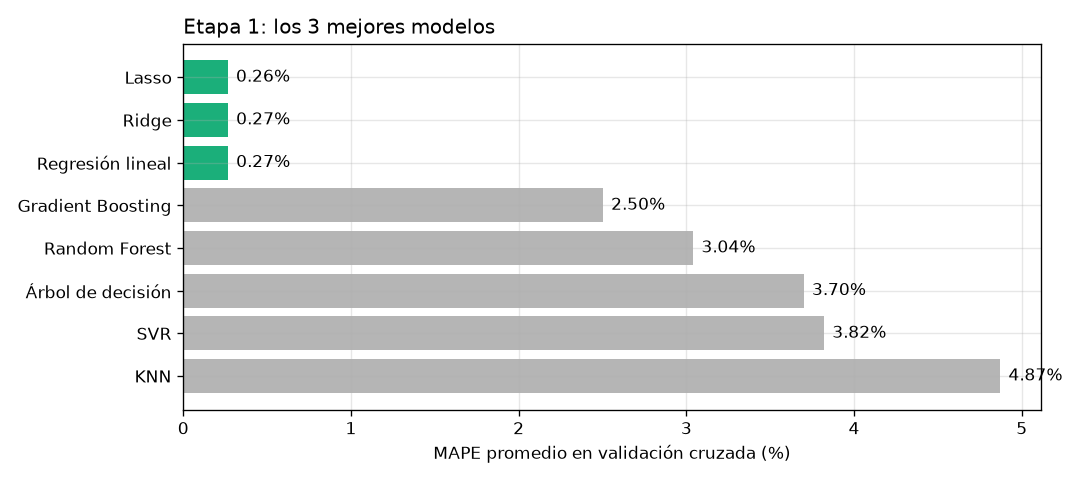 Etapa 1: los 3 mejores modelos
Lasso 0.26%
Ridge 0.27%
Regresión lineal 0.27%
Gradient Boosting 2.50%
Random Forest 3.04%
Árbol de decisión 3.70%
SVR 3.82%
KNN 4.87%
0 1 2 3 4 5
MAPE promedio en validación cruzada (%)